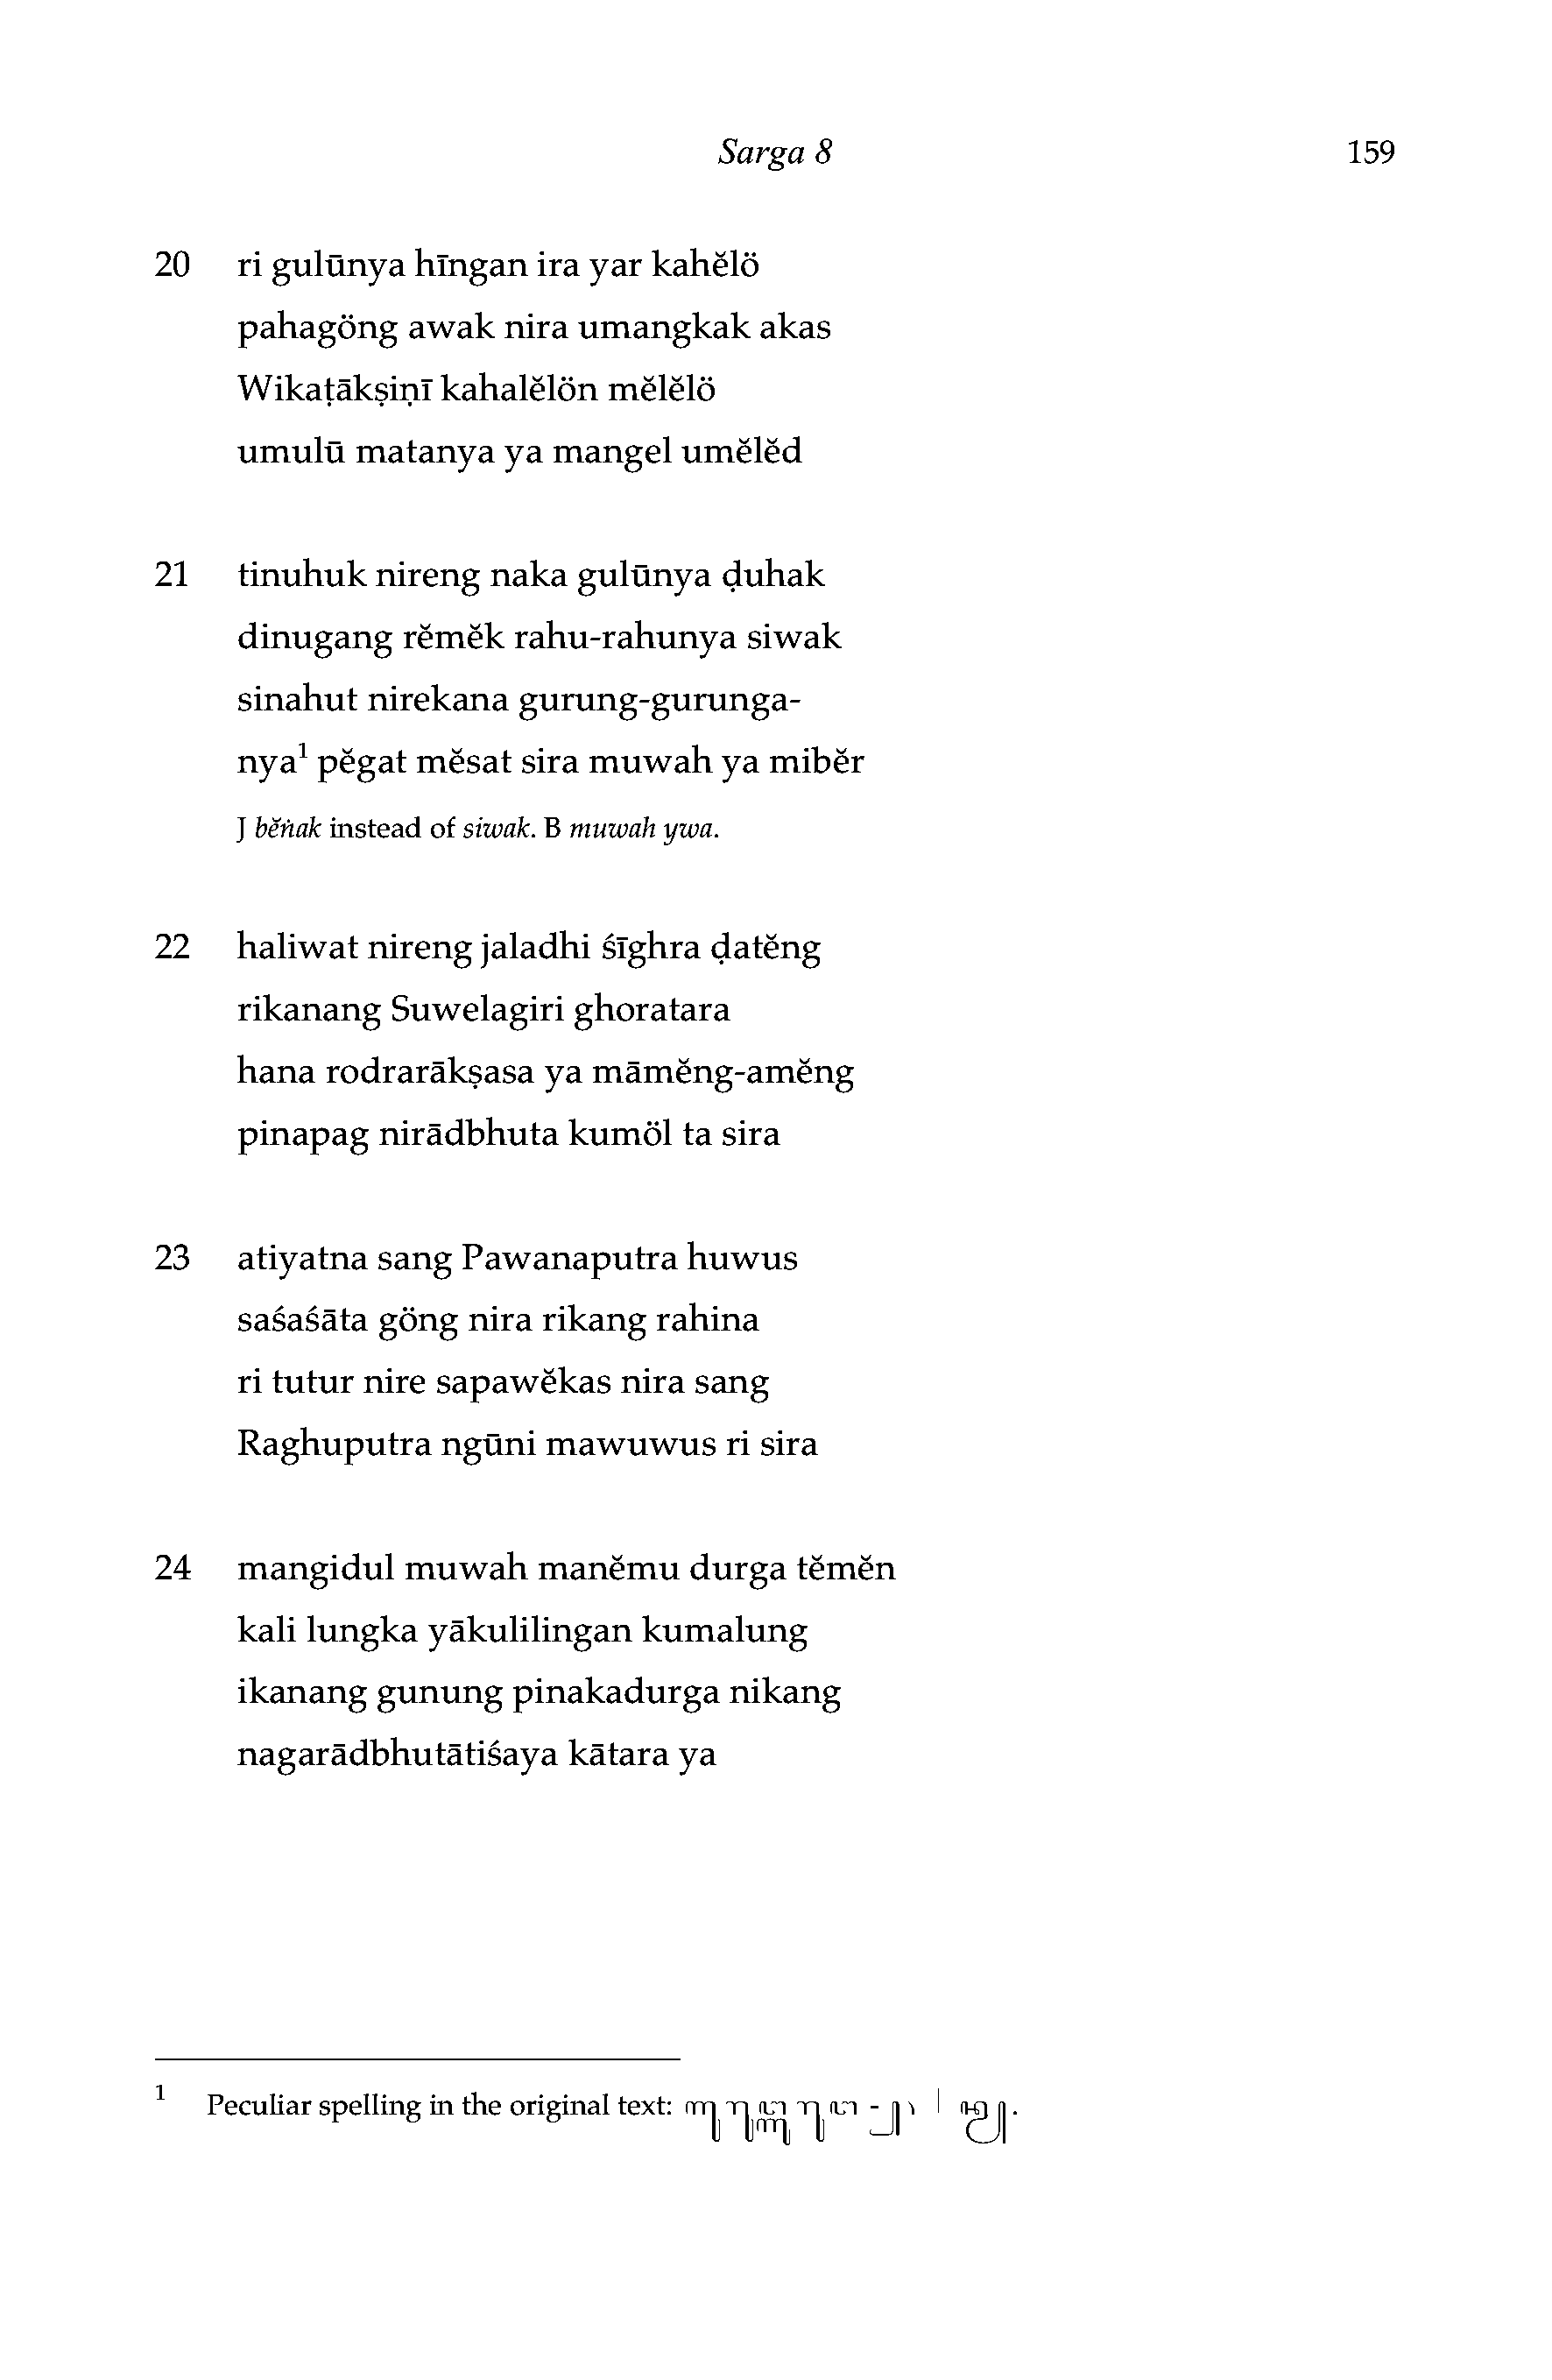 Sarga 8 159
20 ri gulūnya hīngan ira yar kahĕlö
pahagöng awak nira umangkak akas
Wikaṭākṣiṇī kahalĕlön mĕlĕlö
umulū matanya ya mangel umĕlĕd
21 tinuhuk nireng naka gulūnya ḍuhak
dinugang rĕmĕk rahu-rahunya siwak
sinahut nirekana gurung-gurunga-
nya¹ pĕgat mĕsat sira muwah ya mibĕr
J bĕṅak instead of siwak. B muwah ywa.
22 haliwat nireng jaladhi śīghra ḍatĕng
rikanang Suwelagiri ghoratara
hana rodrarākṣasa ya māmĕng-amĕng
pinapag nirādbhuta kumöl ta sira
23 atiyatna sang Pawanaputra huwus
saśaśāta göng nira rikang rahina
ri tutur nire sapawĕkas nira sang
Raghuputra ngūni mawuwus ri sira
24 mangidul muwah manĕmu durga tĕmĕn
kali lungka yākulilingan kumalung
ikanang gunung pinakadurga nikang
nagarādbhutātiśaya kātara ya
¹ Peculiar spelling in the original text: